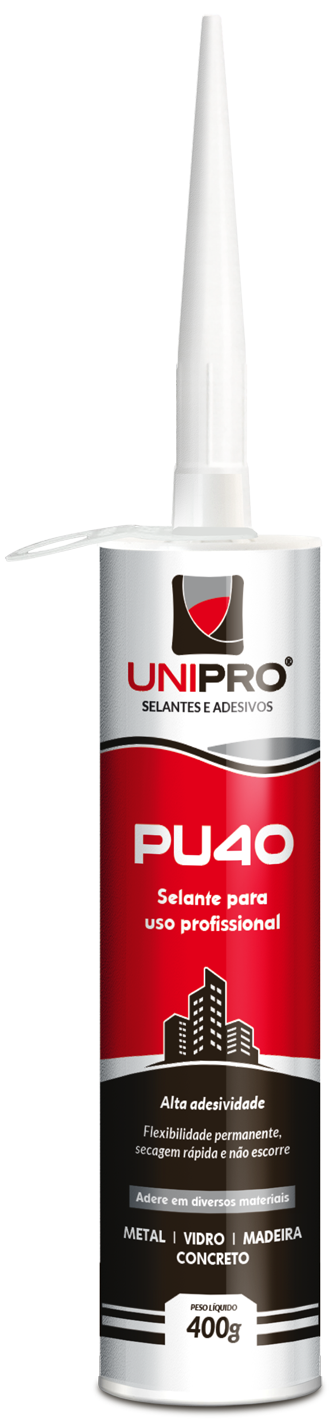 UNIPRO®
SELANTES E ADESIVOS
PU40
Selante para
uso profissional
Alta adesividade
Flexibilidade permanente,
secagem rápida e não escorre
Adere em diversos materiais
METAL | VIDRO | MADEIRA
CONCRETO
PESO LÍQUIDO
400g